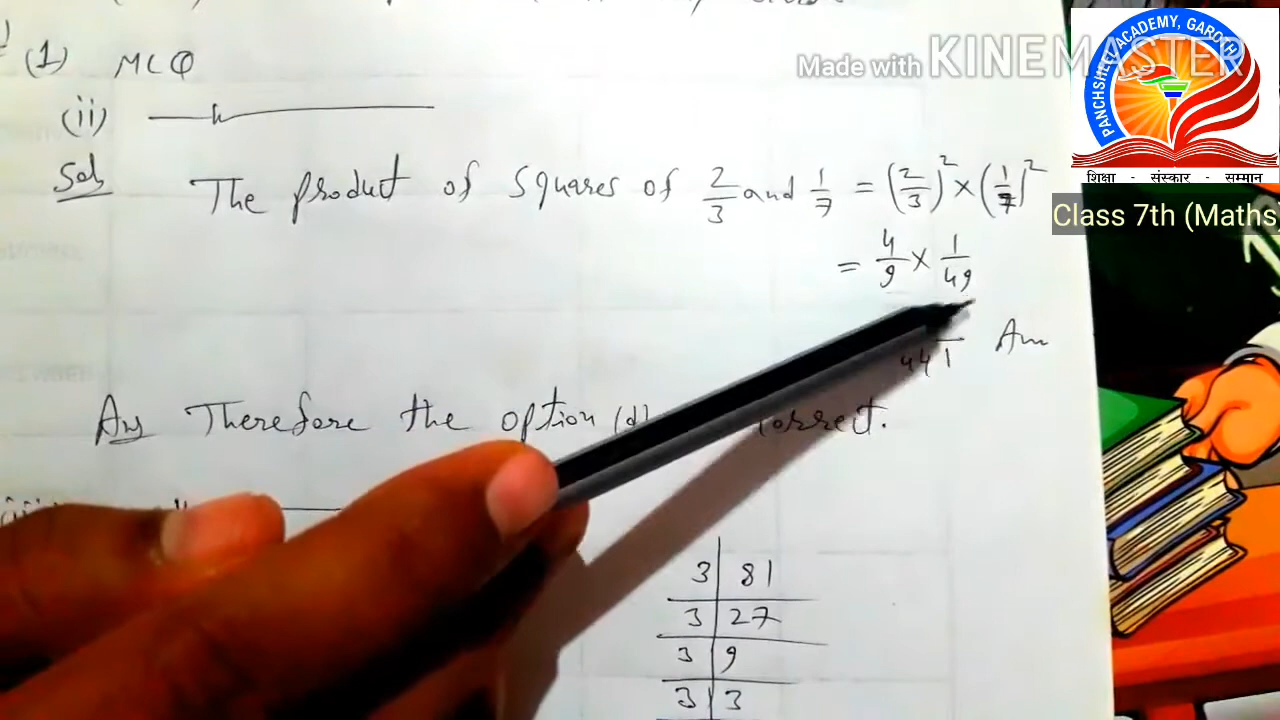 (1) MCQ
(ii)
Sol The product of squares of 2/3 and 1/7 = (2/3)² × (1/7)²
= 4/9 × 1/49
441 Ans
Ans Therefore the option (d) correct.
3 | 81
3 | 27
3 | 9
3 | 3
Made with KINEMASTER
PANCHSHEEL ACADEMY, GAROTH
शिक्षा - संस्कार - सम्मान
Class 7th (Maths)